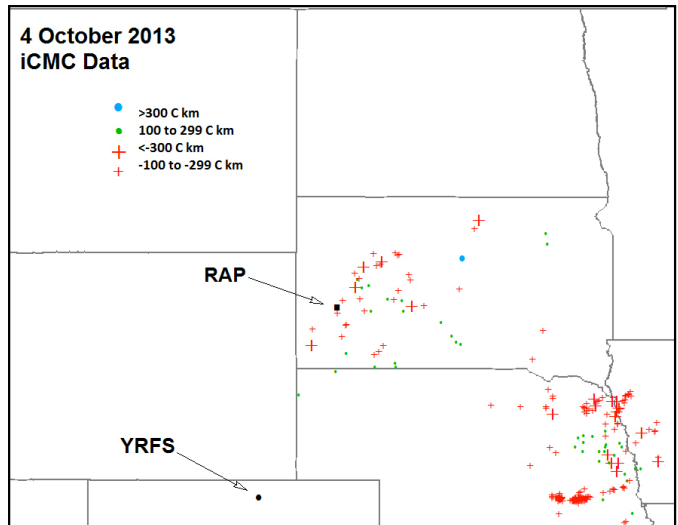 4 October 2013
iCMC Data
>300 C km
100 to 299 C km
<-300 C km
-100 to -299 C km
RAP
YRFS